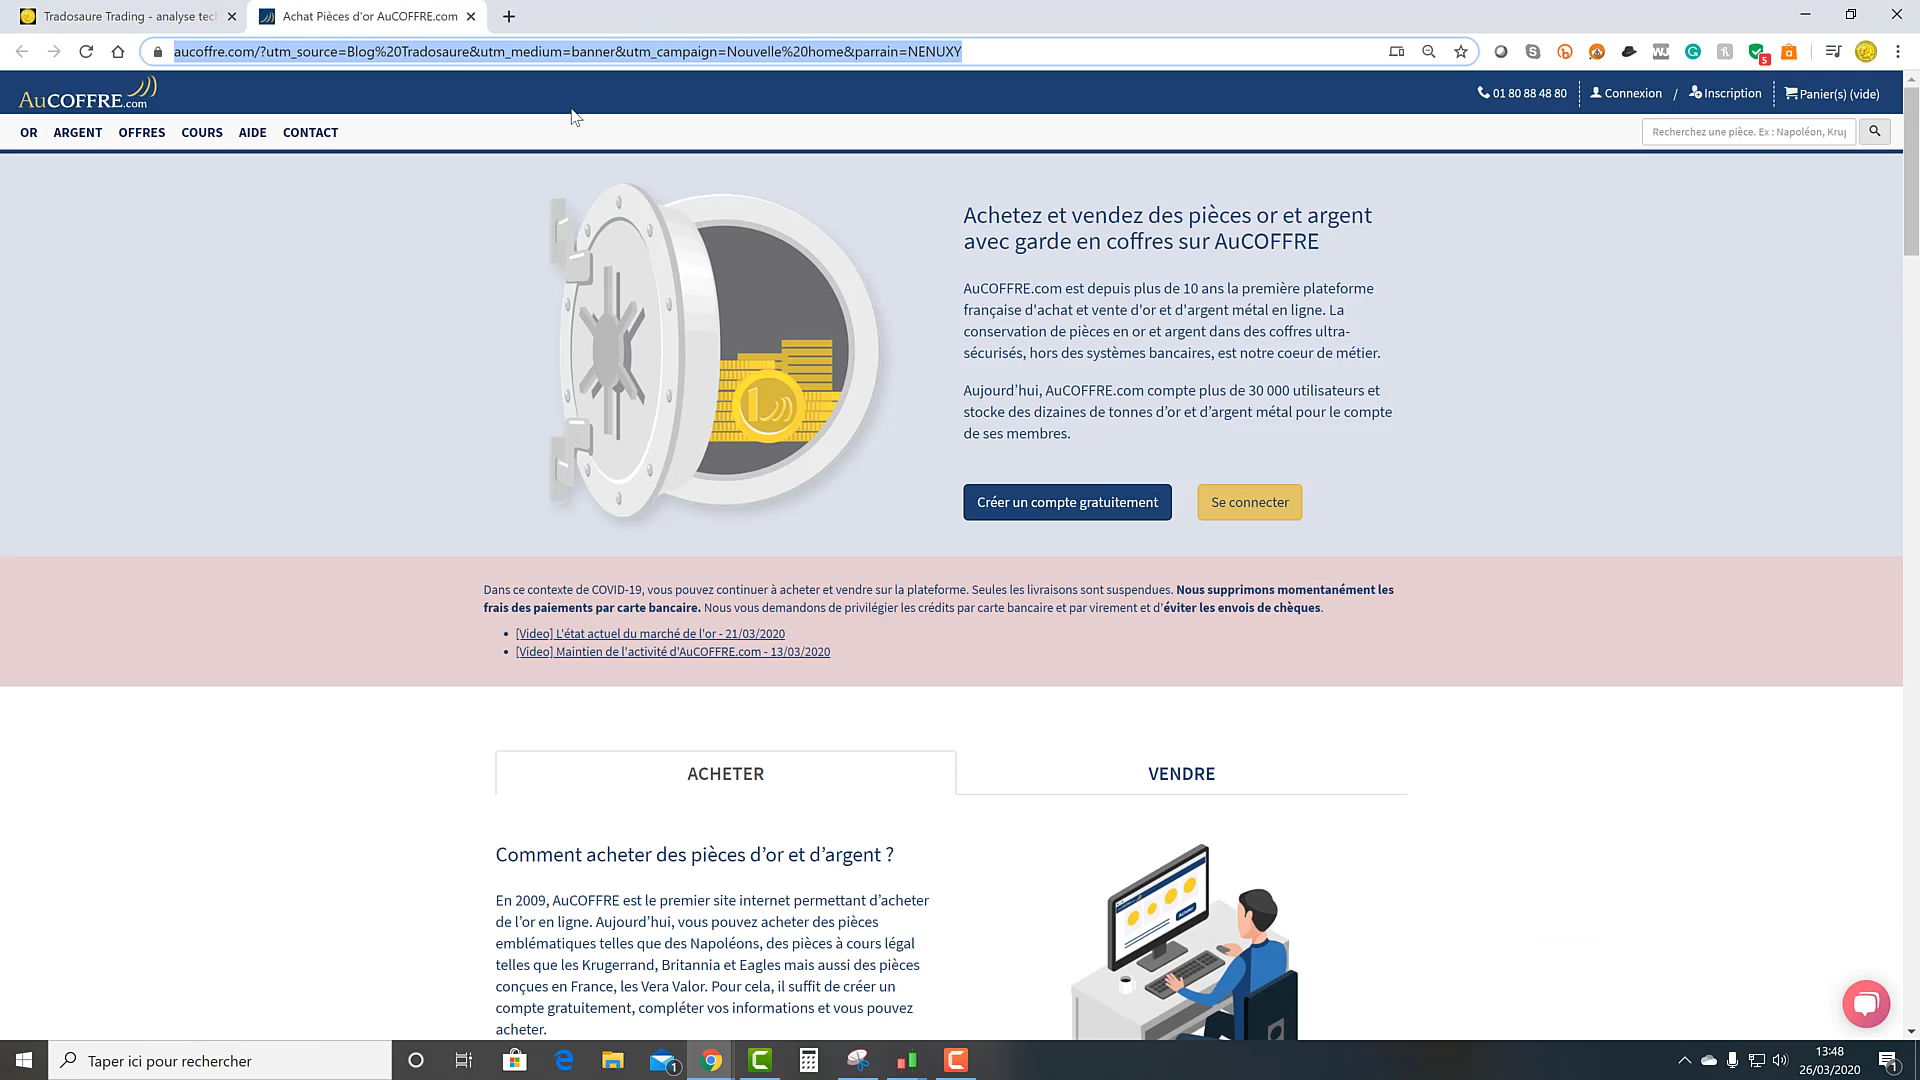 Tradosaure Trading - analyse tec
Achat Pièces d'or AuCOFFRE.com
aucoffre.com/?utm_source=Blog%20Tradosaure&utm_medium=banner&utm_campaign=Nouvelle%20home&parrain=NENUXY
AuCOFFRE.com
01 80 88 48 80
Connexion / Inscription
Panier(s) (vide)
OR ARGENT OFFRES COURS AIDE CONTACT
Recherchez une pièce. Ex : Napoléon, Kru
Achetez et vendez des pièces or et argent
avec garde en coffres sur AuCOFFRE
AuCOFFRE.com est depuis plus de 10 ans la première plateforme
française d'achat et vente d'or et d'argent métal en ligne. La
conservation de pièces en or et argent dans des coffres ultra-
sécurisés, hors des systèmes bancaires, est notre coeur de métier.
Aujourd'hui, AuCOFFRE.com compte plus de 30 000 utilisateurs et
stocke des dizaines de tonnes d'or et d'argent métal pour le compte
de ses membres.
Créer un compte gratuitement
Se connecter
Dans ce contexte de COVID-19, vous pouvez continuer à acheter et vendre sur la plateforme. Seules les livraisons sont suspendues. Nous supprimons momentanément les
frais des paiements par carte bancaire. Nous vous demandons de privilégier les crédits par carte bancaire et par virement et d'éviter les envois de chèques.
[Video] L'état actuel du marché de l'or - 21/03/2020
[Video] Maintien de l'activité d'AuCOFFRE.com - 13/03/2020
ACHETER
VENDRE
Comment acheter des pièces d'or et d'argent ?
En 2009, AuCOFFRE est le premier site internet permettant d'acheter
de l'or en ligne. Aujourd'hui, vous pouvez acheter des pièces
emblématiques telles que des Napoléons, des pièces à cours légal
telles que les Krugerrand, Britannia et Eagles mais aussi des pièces
conçues en France, les Vera Valor. Pour cela, il suffit de créer un
compte gratuitement, compléter vos informations et vous pouvez
acheter.
Taper ici pour rechercher
13:48
26/03/2020